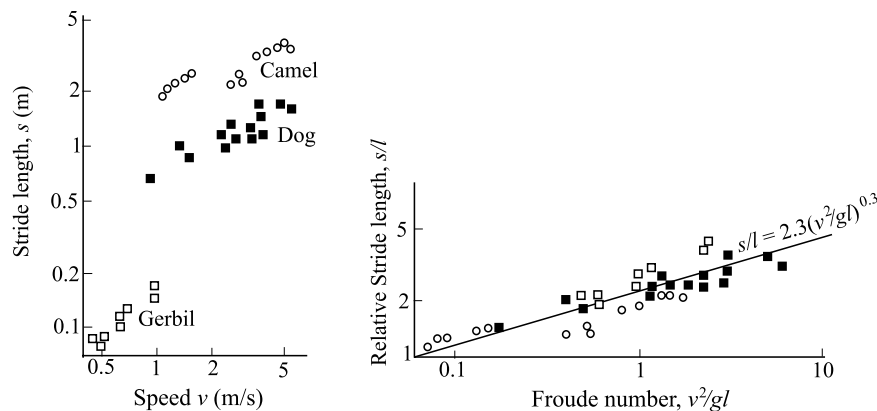 5
2
1
0.5
0.2
0.1
Stride length, s (m)
Camel
Dog
Gerbil
0.5
1
2
5
Speed v (m/s)
5
2
1
Relative Stride length, s/l
s/l = 2.3(v²/gl)^0.3
0.1
1
10
Froude number, v²/gl